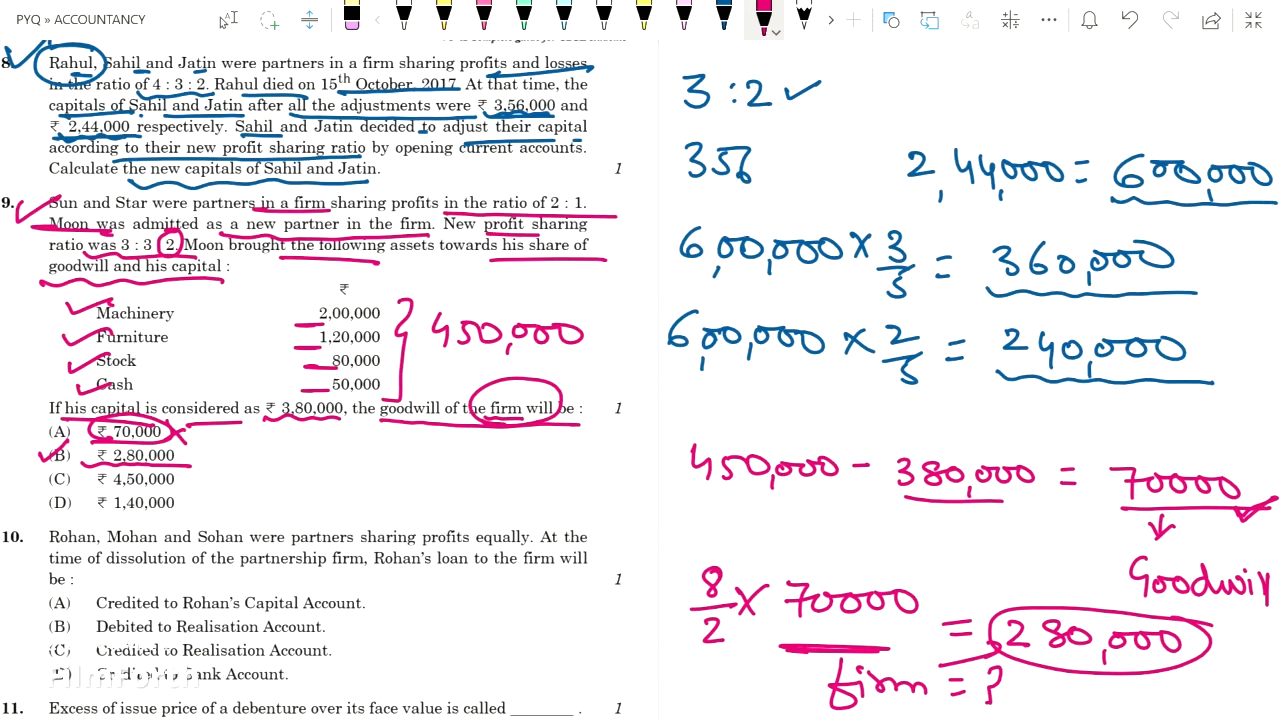 PYQ » ACCOUNTANCY
8. Rahul, Sahil and Jatin were partners in a firm sharing profits and losses
in the ratio of 4 : 3 : 2. Rahul died on 15th October, 2017. At that time, the
capitals of Sahil and Jatin after all the adjustments were ₹ 3,56,000 and
₹ 2,44,000 respectively. Sahil and Jatin decided to adjust their capital
according to their new profit sharing ratio by opening current accounts.
Calculate the new capitals of Sahil and Jatin. 1
9. Sun and Star were partners in a firm sharing profits in the ratio of 2 : 1.
Moon was admitted as a new partner in the firm. New profit sharing
ratio was 3 : 3 2. Moon brought the following assets towards his share of
goodwill and his capital :
₹
Machinery 2,00,000
Furniture 1,20,000
Stock 80,000
Cash 50,000
450,000
If his capital is considered as ₹ 3,80,000, the goodwill of the firm will be : 1
(A) ₹ 70,000
(B) ₹ 2,80,000
(C) ₹ 4,50,000
(D) ₹ 1,40,000
10. Rohan, Mohan and Sohan were partners sharing profits equally. At the
time of dissolution of the partnership firm, Rohan's loan to the firm will
be : 1
(A) Credited to Rohan's Capital Account.
(B) Debited to Realisation Account.
(C) Credited to Realisation Account.
Bank Account.
FilmFora
11. Excess of issue price of a debenture over its face value is called ________ . 1
3 : 2
356 2,44,000 = 600,000
6,00,000 × 3/5 = 360,000
6,00,000 × 2/5 = 240,000
450,000 - 380,000 = 70000
Goodwill
8/2 × 70000 = 280,000
firm = ?